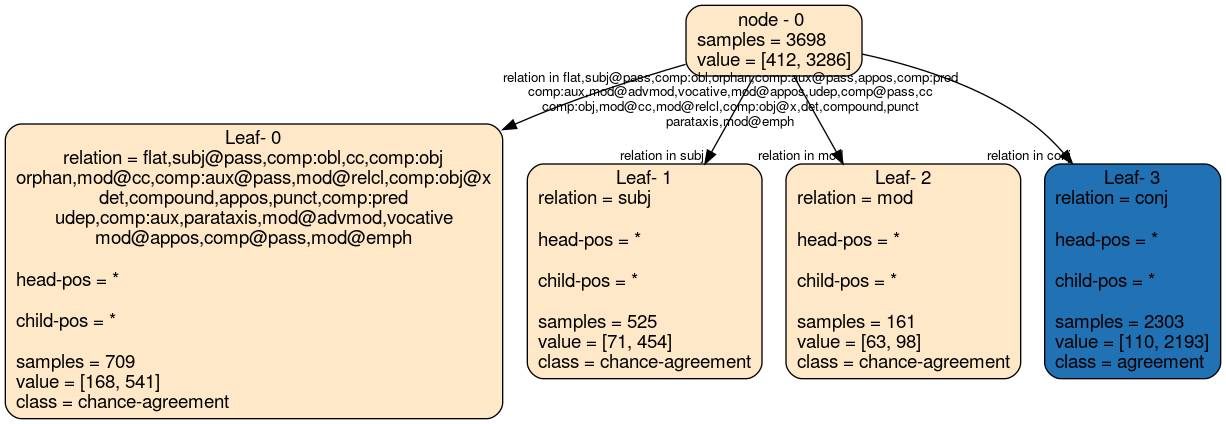 node - 0
samples = 3698
value = [412, 3286]
relation in flat,subj@pass,comp:obl,orphan,comp:aux@pass,appos,comp:pred
comp:aux,mod@advmod,vocative,mod@appos,udep,comp@pass,cc
comp:obj,mod@cc,mod@relcl,comp:obj@x,det,compound,punct
parataxis,mod@emph
relation in subj
relation in mod
relation in conj
Leaf- 0
relation = flat,subj@pass,comp:obl,cc,comp:obj
orphan,mod@cc,comp:aux@pass,mod@relcl,comp:obj@x
det,compound,appos,punct,comp:pred
udep,comp:aux,parataxis,mod@advmod,vocative
mod@appos,comp@pass,mod@emph
head-pos = *
child-pos = *
samples = 709
value = [168, 541]
class = chance-agreement
Leaf- 1
relation = subj
head-pos = *
child-pos = *
samples = 525
value = [71, 454]
class = chance-agreement
Leaf- 2
relation = mod
head-pos = *
child-pos = *
samples = 161
value = [63, 98]
class = chance-agreement
Leaf- 3
relation = conj
head-pos = *
child-pos = *
samples = 2303
value = [110, 2193]
class = agreement